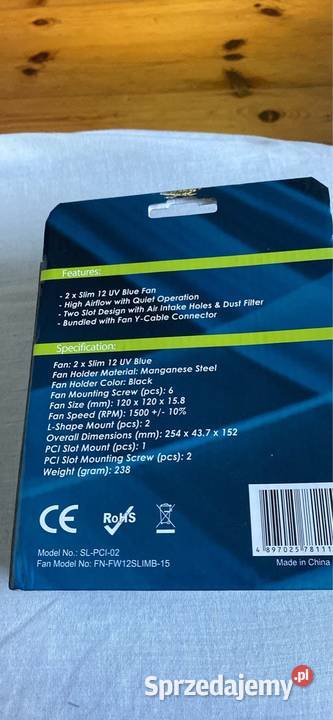 Features:
- 2 x Slim 12 UV Blue Fan
- High Airflow with Quiet Operation
- Two Slot Design with Air Intake Holes & Dust Filter
- Bundled with Fan Y-Cable Connector
Specification:
Fan: 2 x Slim 12 UV Blue
Fan Holder Material: Manganese Steel
Fan Holder Color: Black
Fan Mounting Screw (pcs): 6
Fan Size (mm): 120 x 120 x 15.8
Fan Speed (RPM): 1500 +/- 10%
L-Shape Mount (pcs): 2
Overall Dimensions (mm): 254 x 43.7 x 152
PCI Slot Mount (pcs): 1
PCI Slot Mounting Screw (pcs): 2
Weight (gram): 238
CE RoHS
4 897025 78111
Model No.: SL-PCI-02
Fan Model No: FN-FW12SLIMB-15
Made in China
Sprzedajemy.pl